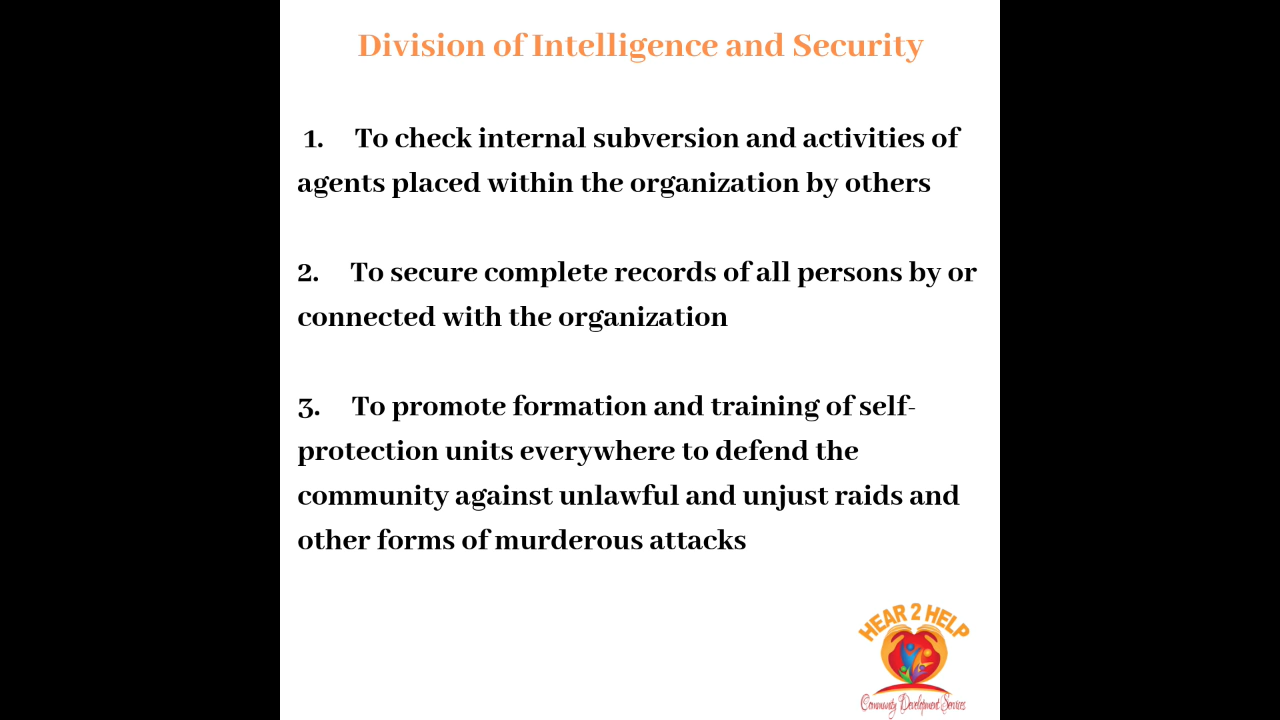 Division of Intelligence and Security
1. To check internal subversion and activities of
agents placed within the organization by others
2. To secure complete records of all persons by or
connected with the organization
3. To promote formation and training of self-
protection units everywhere to defend the
community against unlawful and unjust raids and
other forms of murderous attacks
HEAR 2 HELP
Community Development Services